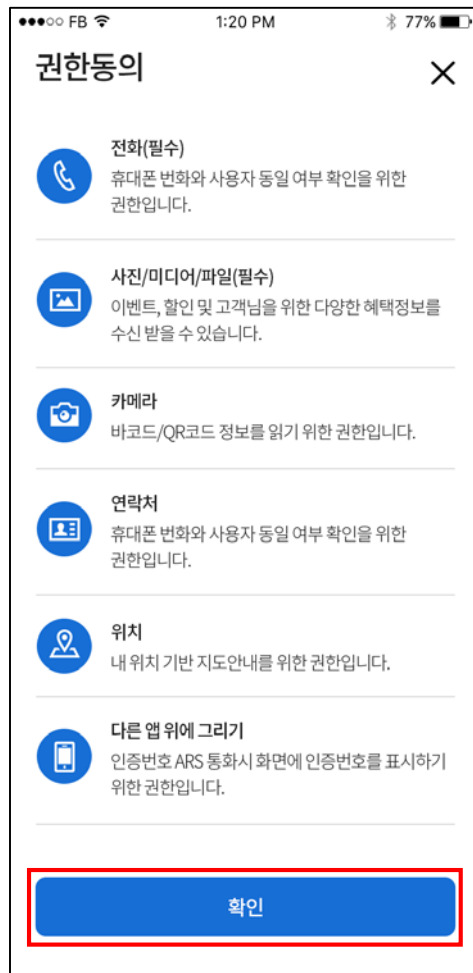 ●●●○○ FB 1:20 PM 77%
권한동의
전화(필수)
휴대폰 번화와 사용자 동일 여부 확인을 위한
권한입니다.
사진/미디어/파일(필수)
이벤트, 할인 및 고객님을 위한 다양한 혜택정보를
수신 받을 수 있습니다.
카메라
바코드/QR코드 정보를 읽기 위한 권한입니다.
연락처
휴대폰 번화와 사용자 동일 여부 확인을 위한
권한입니다.
위치
내 위치 기반 지도안내를 위한 권한입니다.
다른 앱 위에 그리기
인증번호 ARS 통화시 화면에 인증번호를 표시하기
위한 권한입니다.
확인